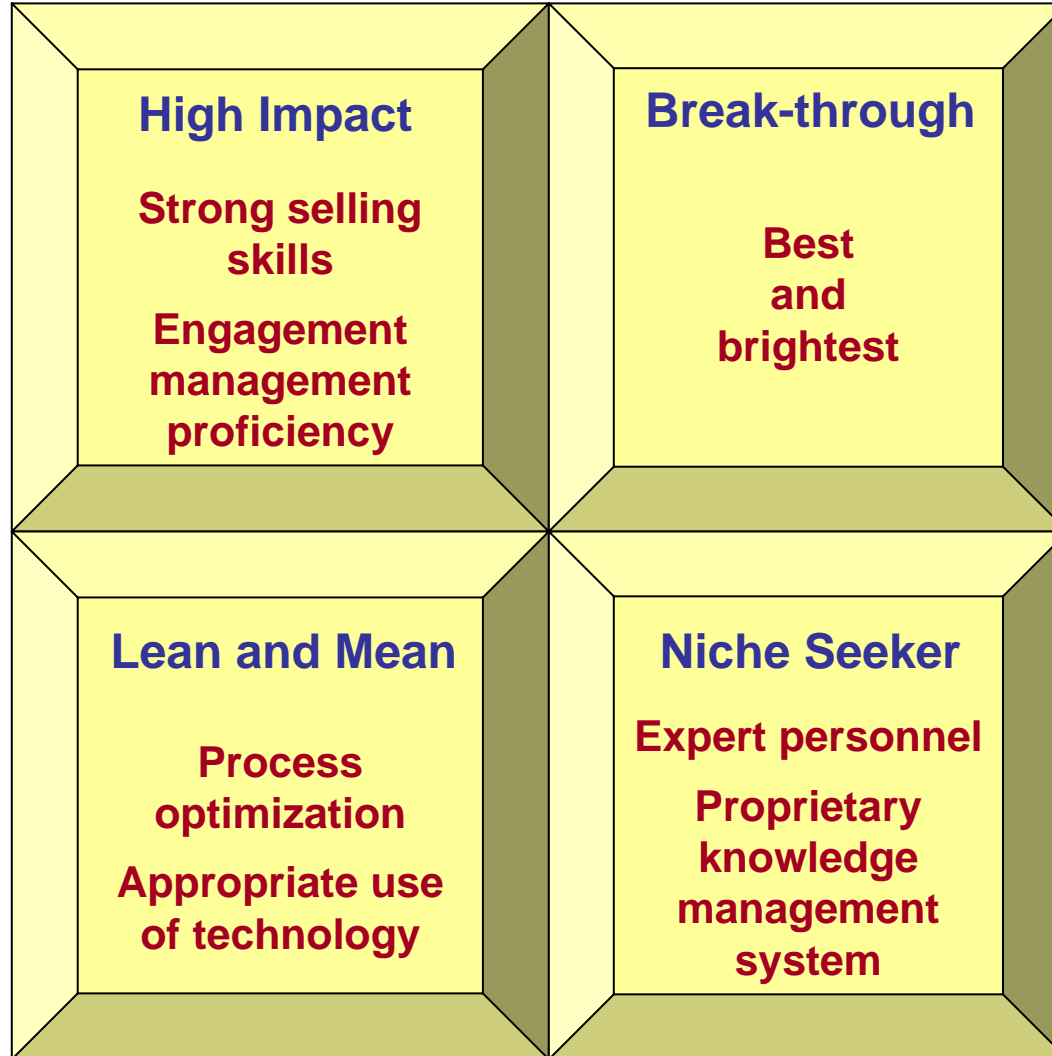 High Impact
Strong selling
skills
Engagement
management
proficiency
Break-through
Best
and
brightest
Lean and Mean
Process
optimization
Appropriate use
of technology
Niche Seeker
Expert personnel
Proprietary
knowledge
management
system